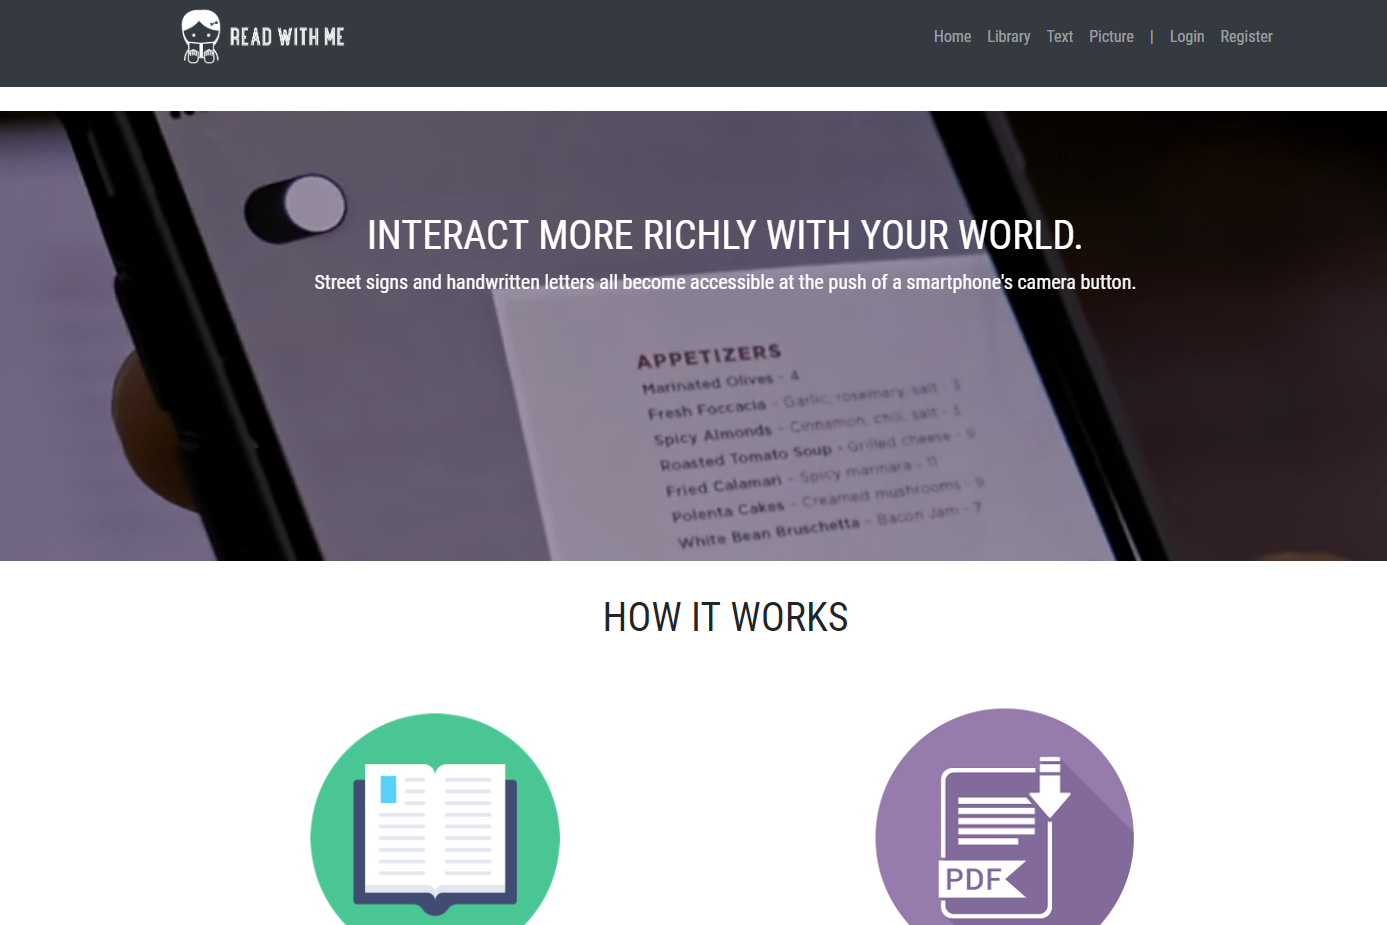 READ WITH ME
Home Library Text Picture | Login Register
INTERACT MORE RICHLY WITH YOUR WORLD.
Street signs and handwritten letters all become accessible at the push of a smartphone's camera button.
APPETIZERS
Marinated Olives - 4
Fresh Foccacia - Garlic, rosemary, salt - 3
Spicy Almonds - Cinnamon, chili, salt - 3
Roasted Tomato Soup - Grilled cheese - 9
Fried Calamari - Spicy marinara - 11
Polenta Cakes - Creamed mushrooms - 9
White Bean Bruschetta - Bacon Jam - 7
HOW IT WORKS
PDF